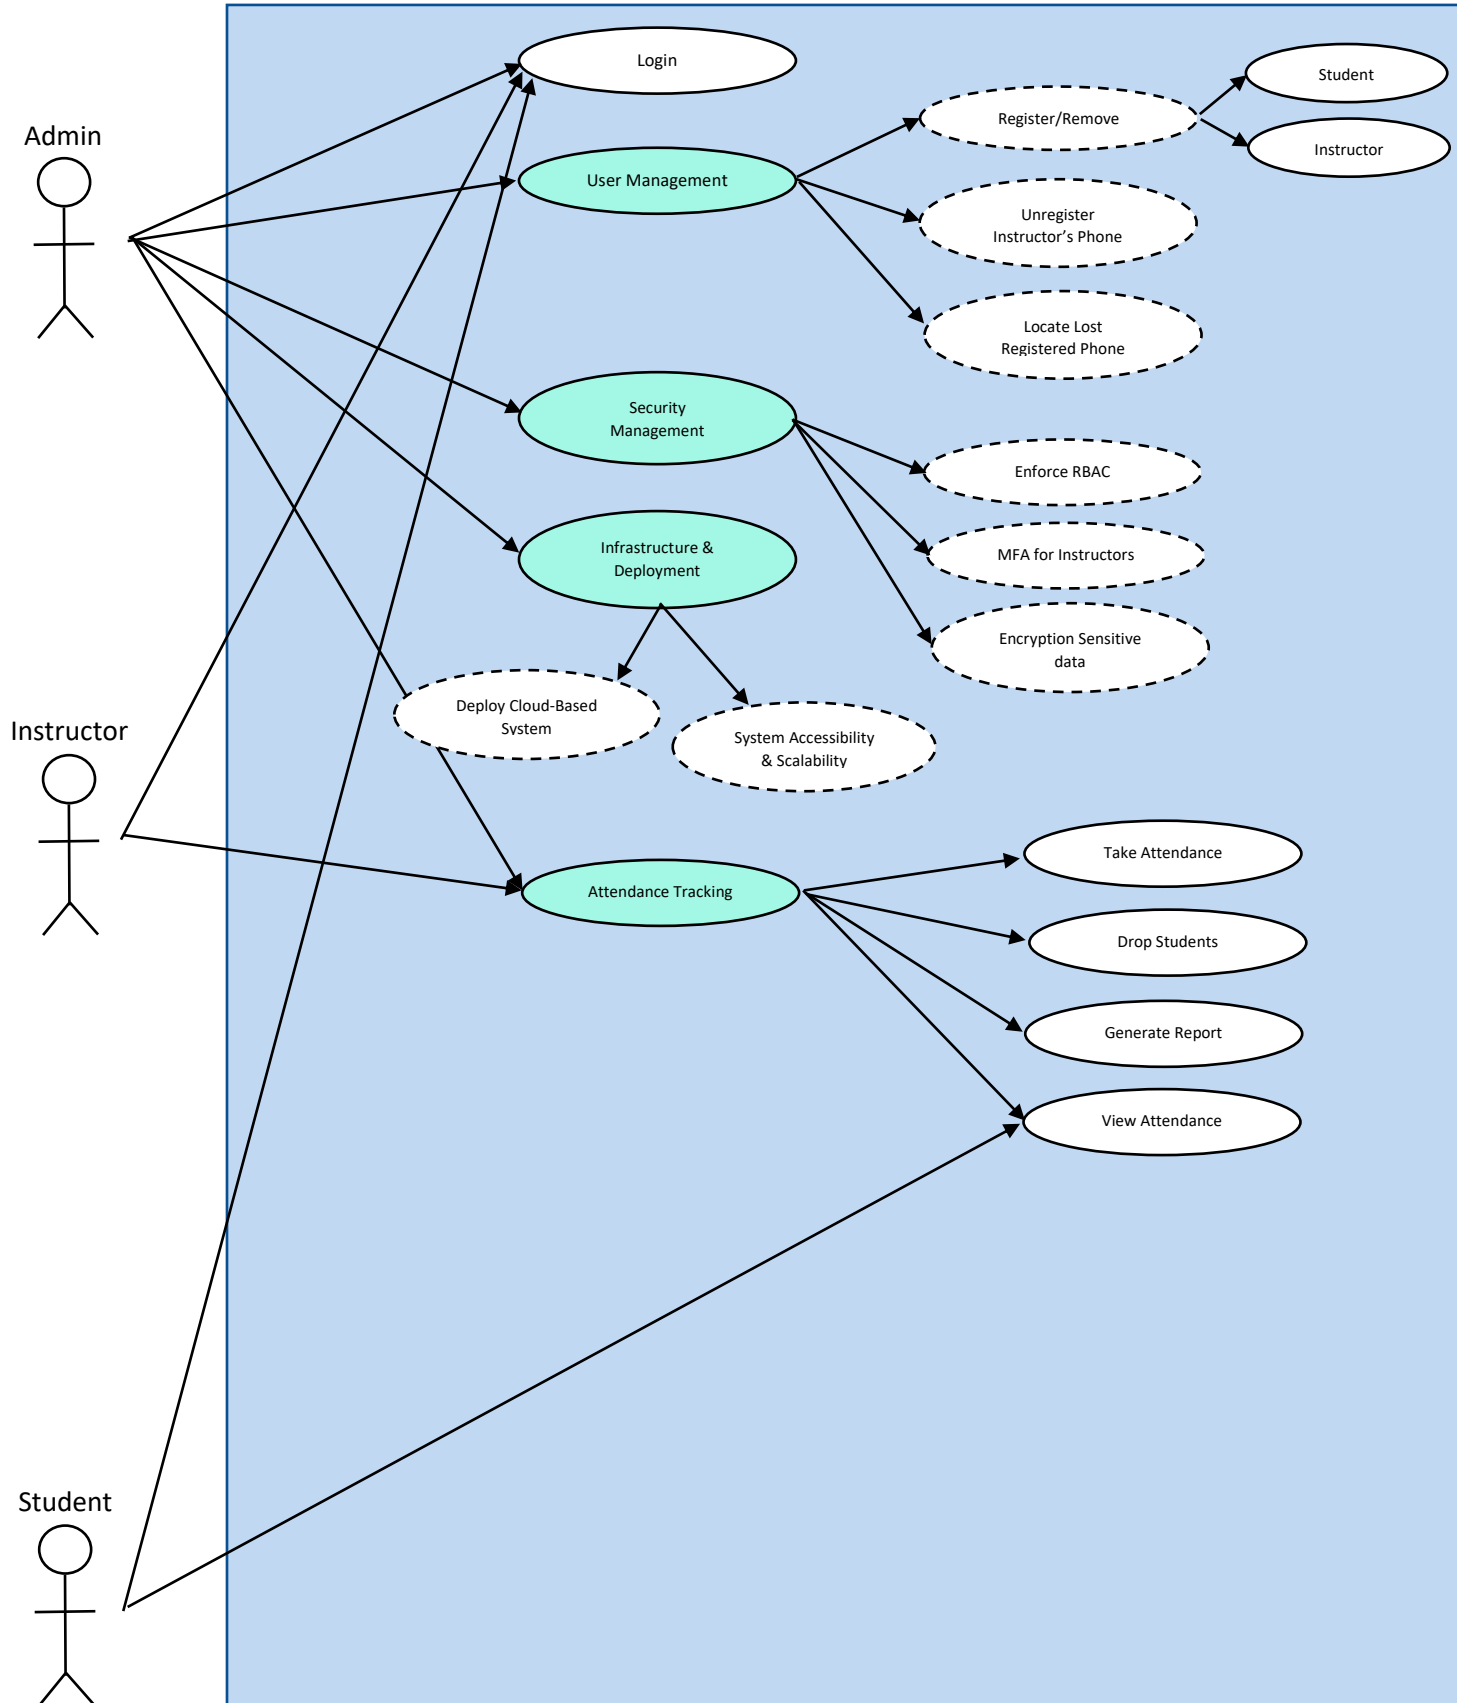 Login
Student
Register/Remove
Admin
Instructor
User Management
Unregister
Instructor’s Phone
Locate Lost
Registered Phone
Security
Management
Enforce RBAC
Infrastructure &
Deployment
MFA for Instructors
Encryption Sensitive
data
Deploy Cloud-Based
System
System Accessibility
& Scalability
Instructor
Take Attendance
Attendance Tracking
Drop Students
Generate Report
View Attendance
Student